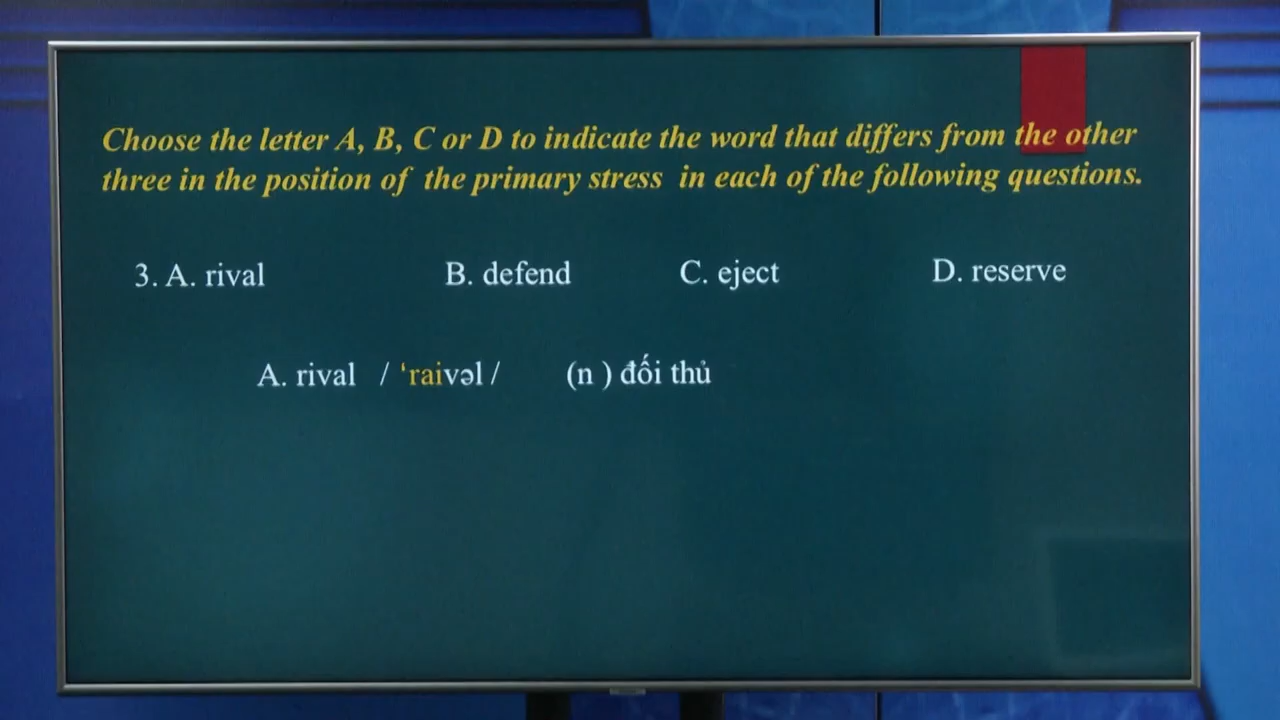 Choose the letter A, B, C or D to indicate the word that differs from the other
three in the position of the primary stress in each of the following questions.
3. A. rival B. defend C. eject D. reserve
A. rival / ‘raivəl / (n ) đối thủ